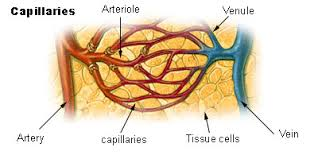 Capillaries
Arteriole
Venule
Artery
capillaries
Tissue cells
Vein